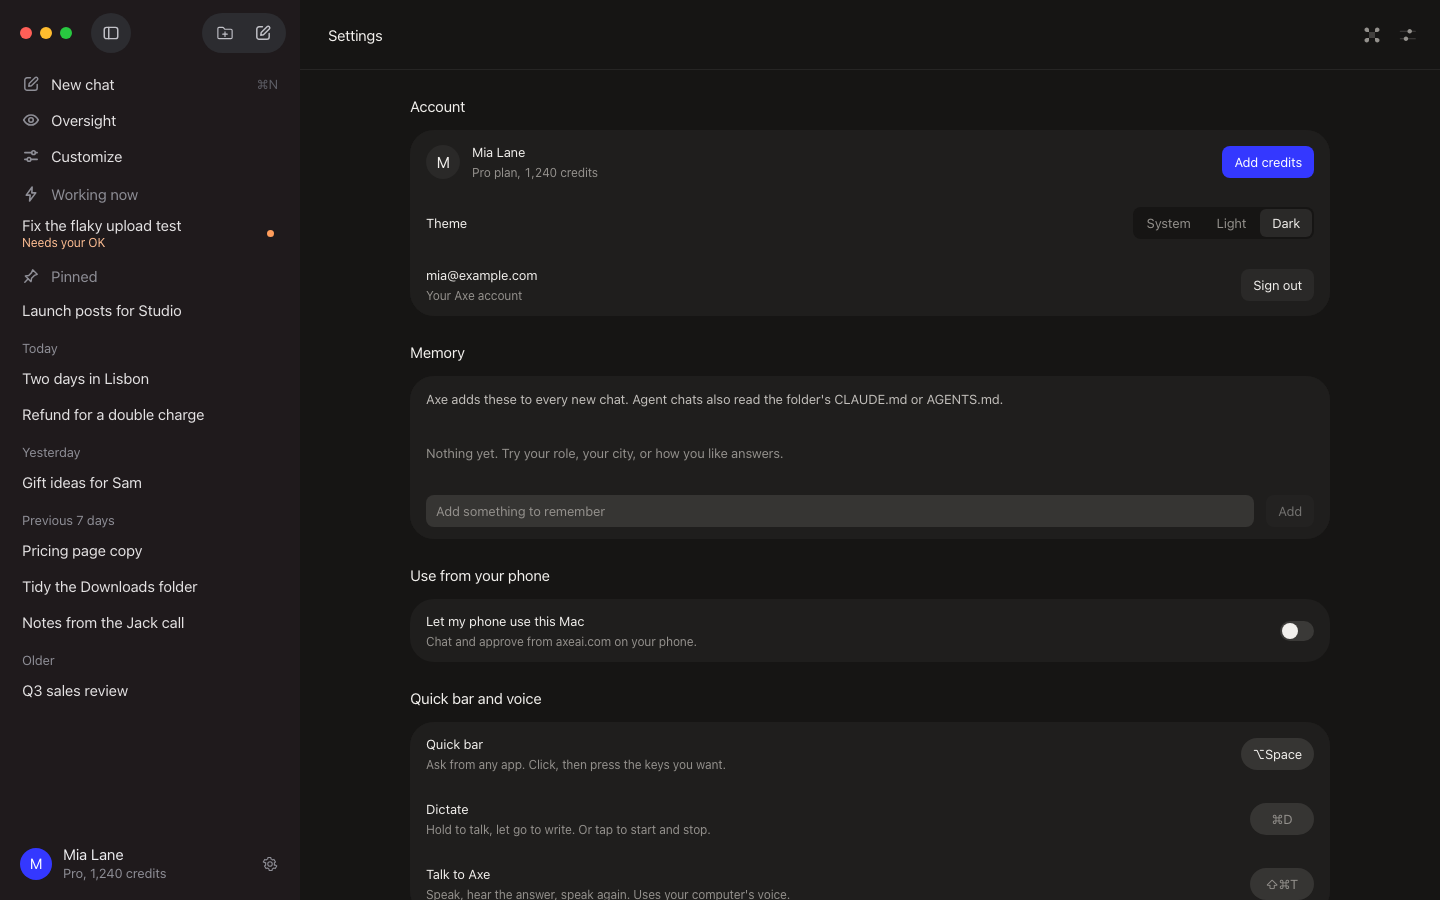 New chat
⌘N
Oversight
Customize
Working now
Fix the flaky upload test
Needs your OK
Pinned
Launch posts for Studio
Today
Two days in Lisbon
Refund for a double charge
Yesterday
Gift ideas for Sam
Previous 7 days
Pricing page copy
Tidy the Downloads folder
Notes from the Jack call
Older
Q3 sales review
M
Mia Lane
Pro, 1,240 credits
Settings
Account
M
Mia Lane
Pro plan, 1,240 credits
Add credits
Theme
System
Light
Dark
mia@example.com
Your Axe account
Sign out
Memory
Axe adds these to every new chat. Agent chats also read the folder's CLAUDE.md or AGENTS.md.
Nothing yet. Try your role, your city, or how you like answers.
Add something to remember
Add
Use from your phone
Let my phone use this Mac
Chat and approve from axeai.com on your phone.
Quick bar and voice
Quick bar
Ask from any app. Click, then press the keys you want.
⌥Space
Dictate
Hold to talk, let go to write. Or tap to start and stop.
⌘D
Talk to Axe
Speak, hear the answer, speak again. Uses your computer's voice.
⇧⌘T